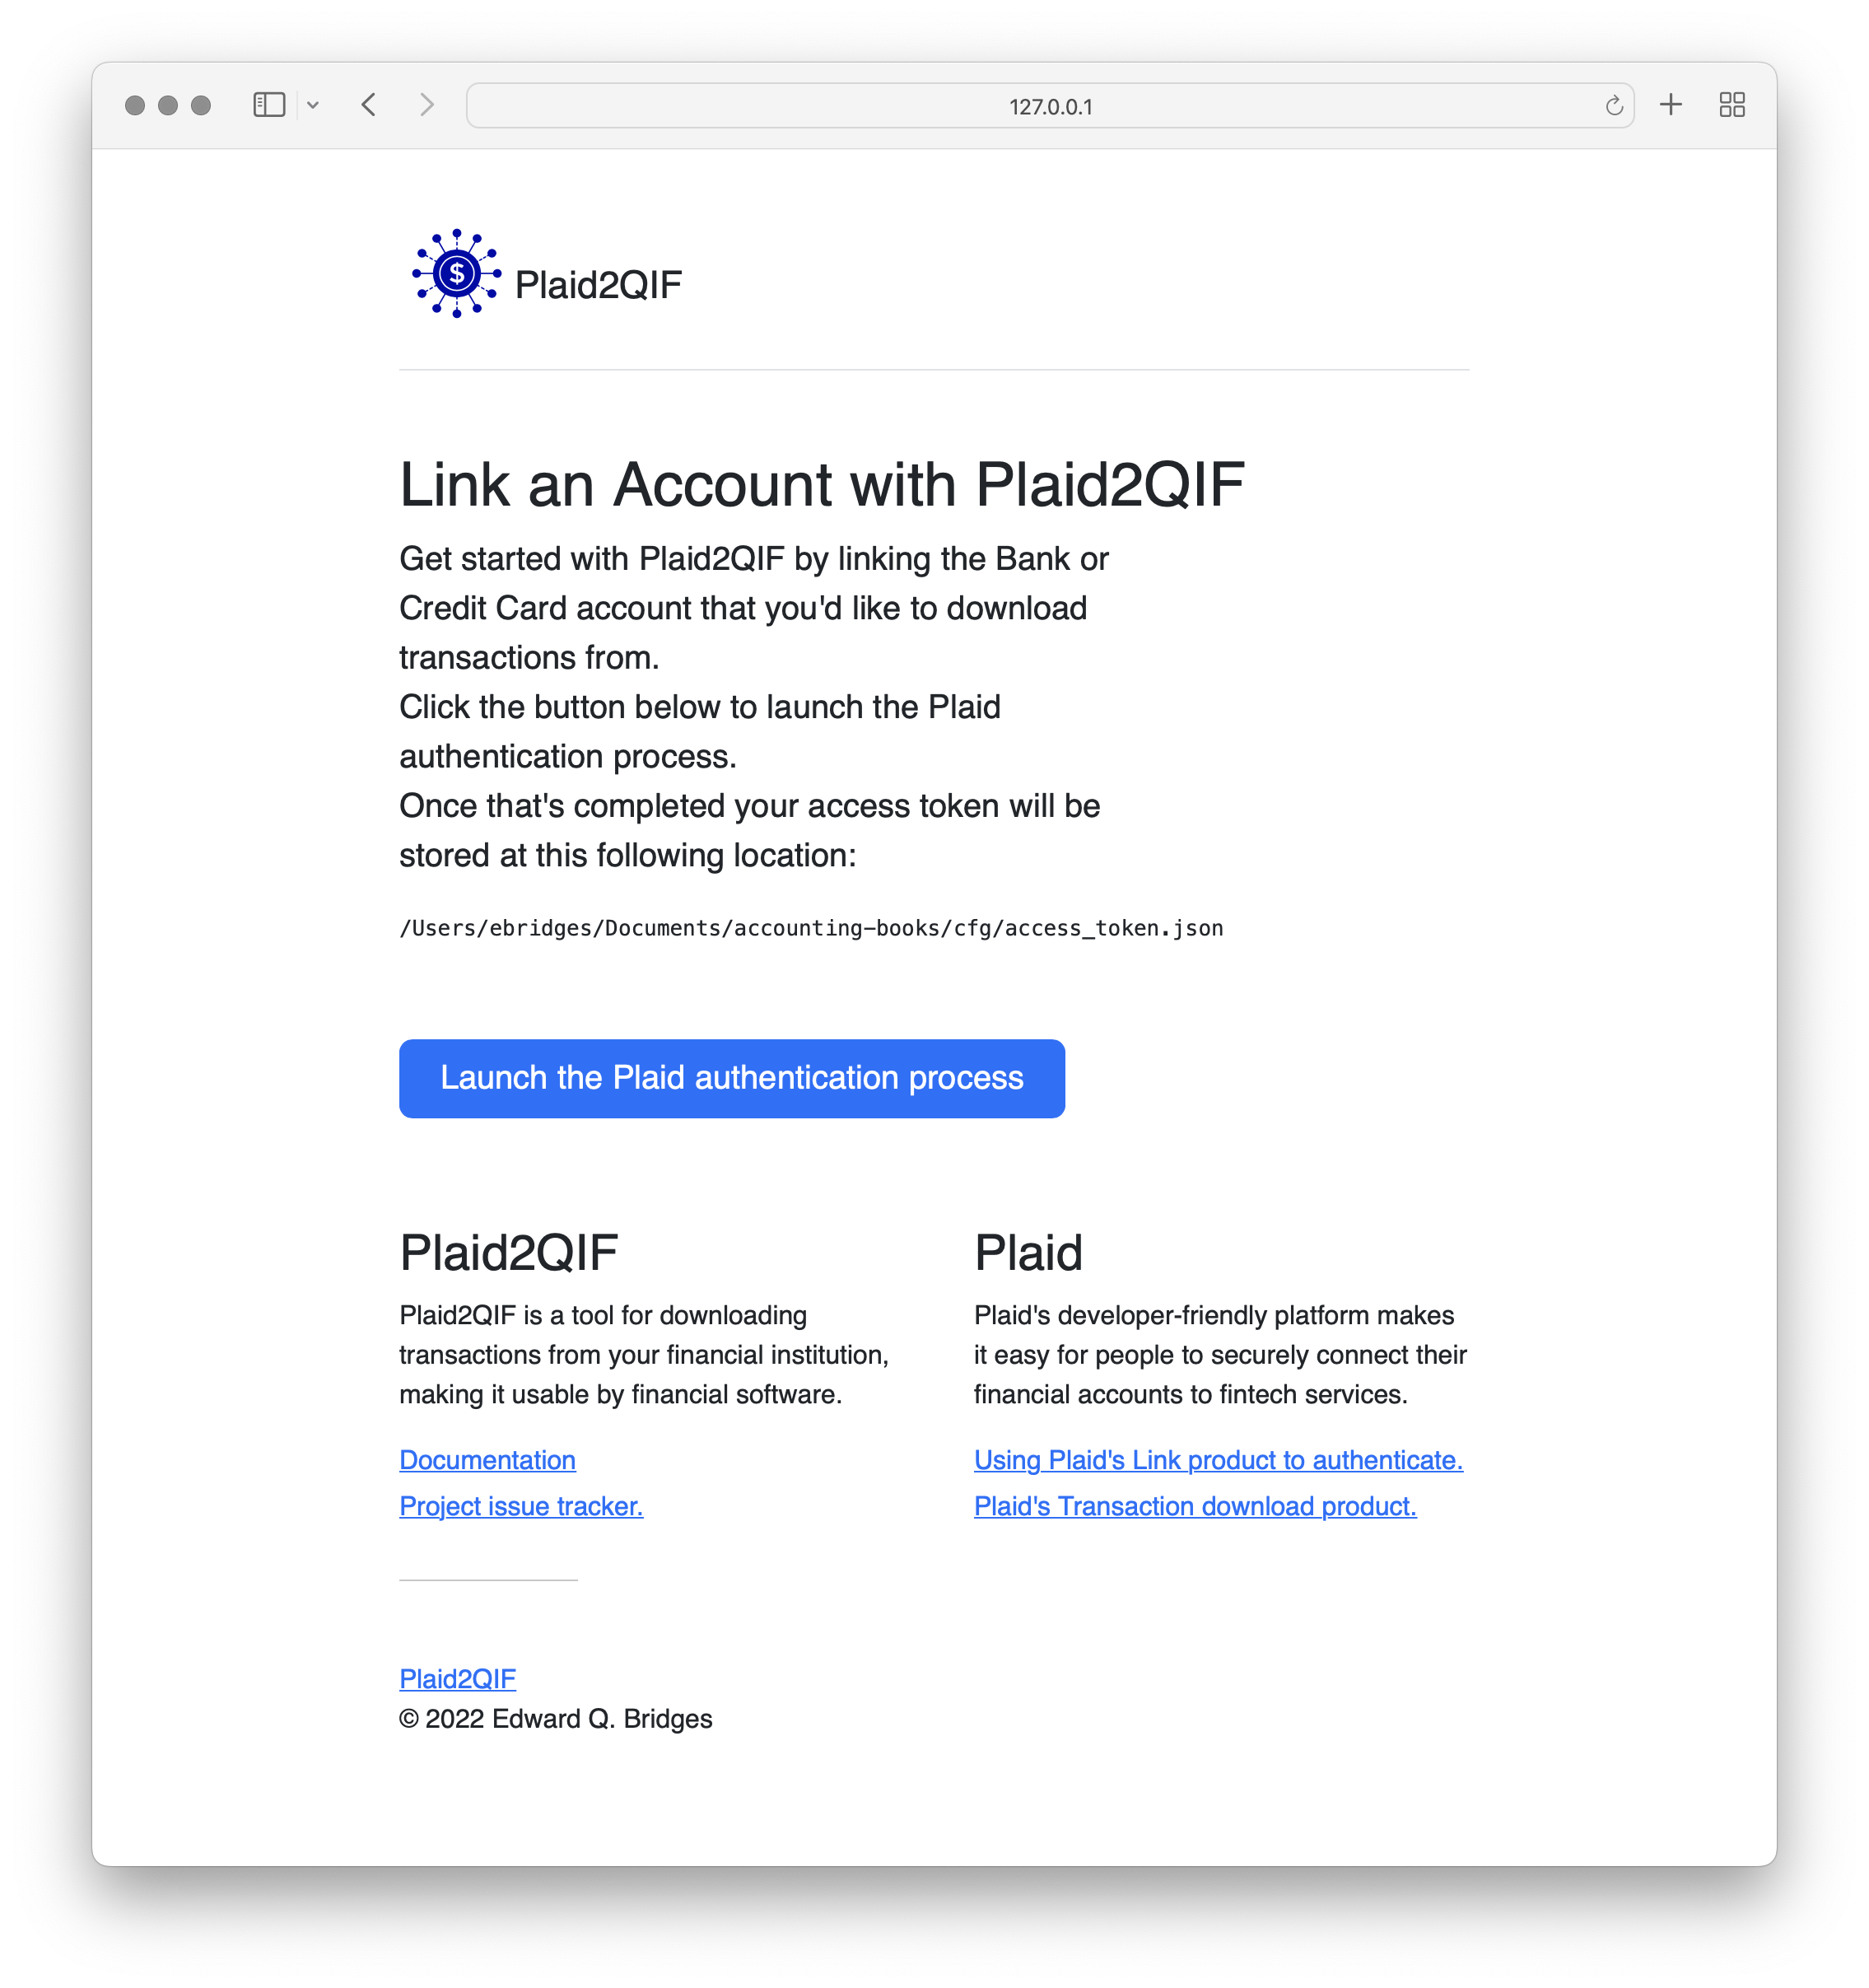 127.0.0.1
$
Plaid2QIF
Link an Account with Plaid2QIF
Get started with Plaid2QIF by linking the Bank or
Credit Card account that you'd like to download
transactions from.
Click the button below to launch the Plaid
authentication process.
Once that's completed your access token will be
stored at this following location:
/Users/ebridges/Documents/accounting-books/cfg/access_token.json
Launch the Plaid authentication process
Plaid2QIF
Plaid2QIF is a tool for downloading
transactions from your financial institution,
making it usable by financial software.
Documentation
Project issue tracker.
Plaid
Plaid's developer-friendly platform makes
it easy for people to securely connect their
financial accounts to fintech services.
Using Plaid's Link product to authenticate.
Plaid's Transaction download product.
Plaid2QIF
© 2022 Edward Q. Bridges